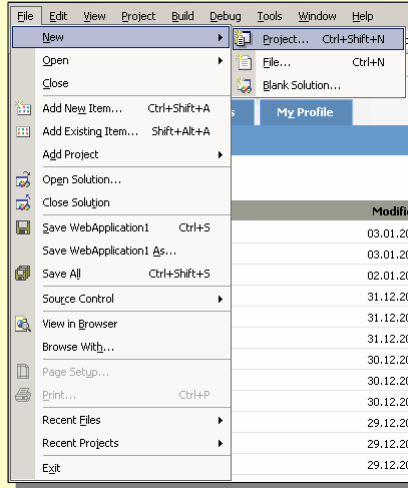 File Edit View Project Build Debug Tools Window Help
New
Project... Ctrl+Shift+N
Open
File... Ctrl+N
Close
Blank Solution...
Add New Item... Ctrl+Shift+A
My Profile
Add Existing Item... Shift+Alt+A
Add Project
Open Solution...
Close Solution
Save WebApplication1 Ctrl+S
Save WebApplication1 As...
Save All Ctrl+Shift+S
Source Control
View in Browser
Browse With...
Page Setup...
Print... Ctrl+P
Recent Files
Recent Projects
Exit
03.01.20
03.01.20
02.01.20
31.12.20
31.12.20
31.12.20
30.12.20
30.12.20
30.12.20
29.12.20
29.12.20
29.12.20